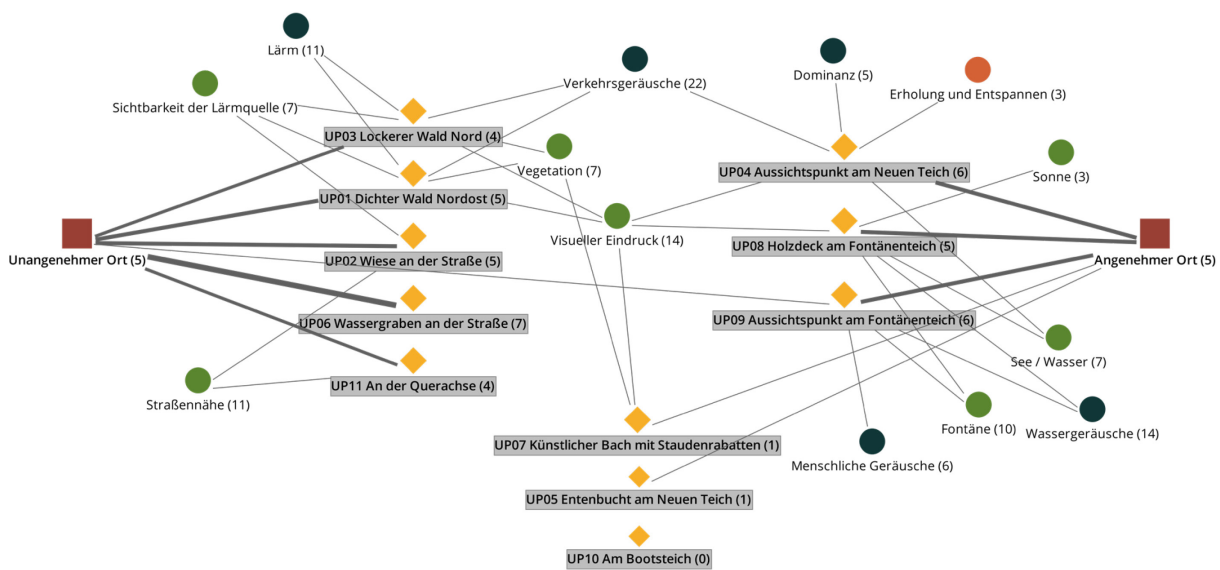 Lärm (11)
Verkehrsgeräusche (22)
Dominanz (5)
Erholung und Entspannen (3)
Sichtbarkeit der Lärmquelle (7)
UP03 Lockerer Wald Nord (4)
Vegetation (7)
UP04 Aussichtspunkt am Neuen Teich (6)
Sonne (3)
UP01 Dichter Wald Nordost (5)
Visueller Eindruck (14)
UP08 Holzdeck am Fontänenteich (5)
Unangenehmer Ort (5)
UP02 Wiese an der Straße (5)
Angenehmer Ort (5)
UP06 Wassergraben an der Straße (7)
UP09 Aussichtspunkt am Fontänenteich (6)
See / Wasser (7)
UP11 An der Querachse (4)
Straßennähe (11)
Fontäne (10)
Wassergeräusche (14)
UP07 Künstlicher Bach mit Staudenrabatten (1)
Menschliche Geräusche (6)
UP05 Entenbucht am Neuen Teich (1)
UP10 Am Bootsteich (0)